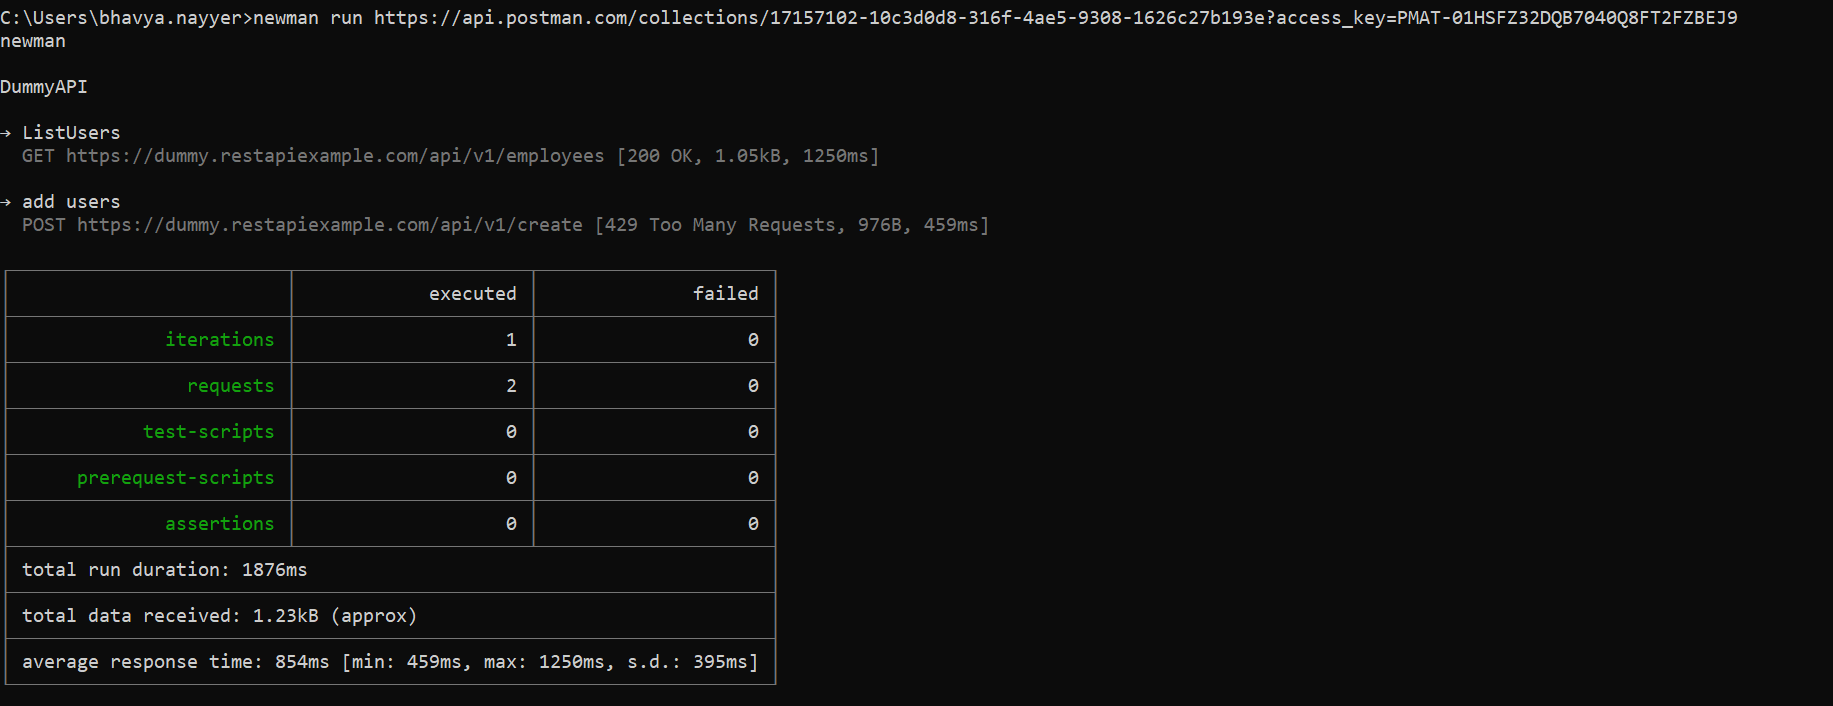 C:\Users\bhavya.nayyer>newman run https://api.postman.com/collections/17157102-10c3d0d8-316f-4ae5-9308-1626c27b193e?access_key=PMAT-01HSFZ32DQB7040Q8FT2FZBEJ9
newman
DummyAPI
→ ListUsers
GET https://dummy.restapiexample.com/api/v1/employees [200 OK, 1.05kB, 1250ms]
→ add users
POST https://dummy.restapiexample.com/api/v1/create [429 Too Many Requests, 976B, 459ms]
executed failed
iterations 1 0
requests 2 0
test-scripts 0 0
prerequest-scripts 0 0
assertions 0 0
total run duration: 1876ms
total data received: 1.23kB (approx)
average response time: 854ms [min: 459ms, max: 1250ms, s.d.: 395ms]